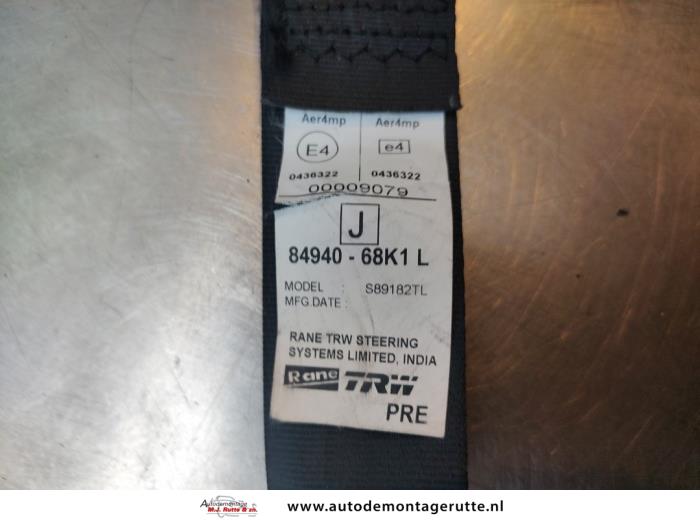 Aer4mp Aer4mp
E4 e4
0436322 0436322
00009079
J
84940 - 68K1 L
MODEL : S89182TL
MFG.DATE :
RANE TRW STEERING
SYSTEMS LIMITED, INDIA
Rane TRW
PRE
Autodemontage
M.J. Rutte & zn.
www.autodemontagerutte.nl